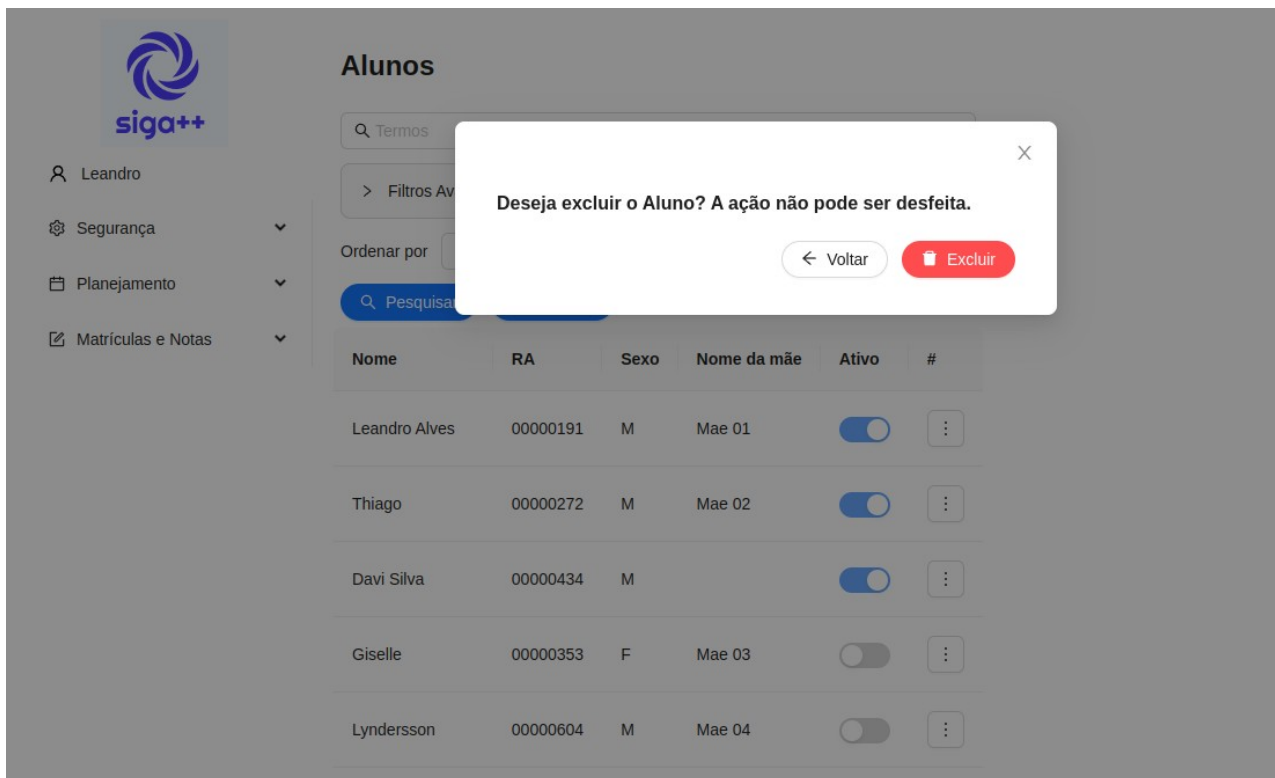 siga++
Leandro
Segurança
Planejamento
Matrículas e Notas
Alunos
Termos
Filtros
Ordenar por
Pesquisar
Deseja excluir o Aluno? A ação não pode ser desfeita.
Voltar
Excluir
Nome RA Sexo Nome da mãe Ativo #
Leandro Alves 00000191 M Mae 01
Thiago 00000272 M Mae 02
Davi Silva 00000434 M
Giselle 00000353 F Mae 03
Lyndersson 00000604 M Mae 04